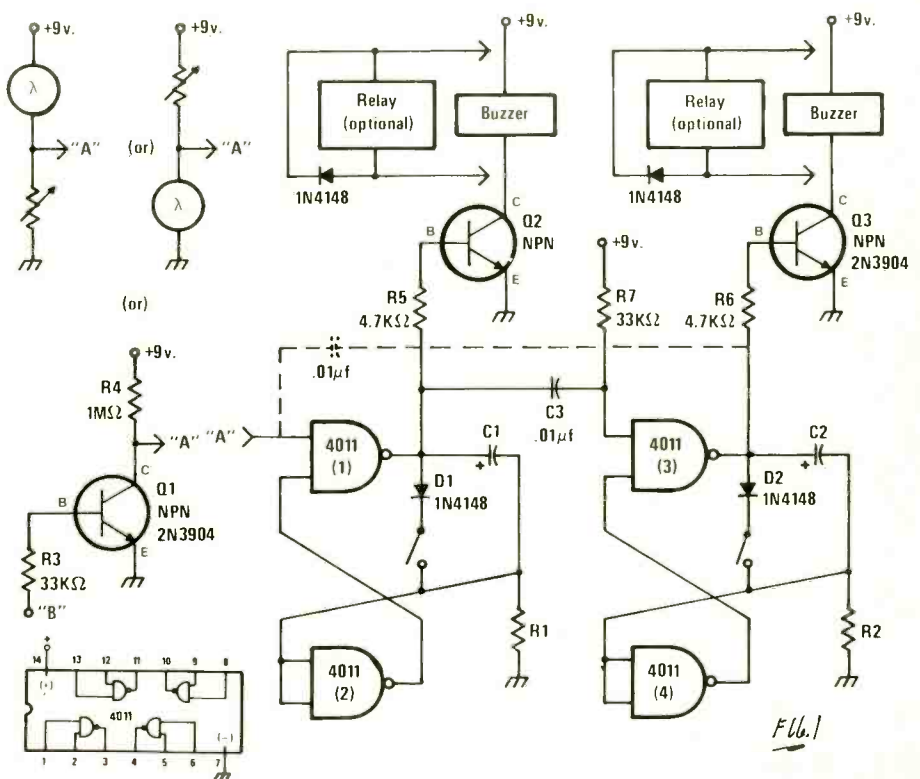 +9v.
λ
"A"
(or)
+9v.
"A"
λ
(or)
+9v.
R4
1MΩ
"A"
"A"
C
B
Q1
NPN
2N3904
E
R3
33KΩ
"B"
+9v.
Relay
(optional)
Buzzer
1N4148
C
B
Q2
NPN
E
R5
4.7KΩ
.01µf
C3
.01µf
4011
(1)
C1
+
D1
1N4148
4011
(2)
R1
+9v.
R7
33KΩ
+9v.
Relay
(optional)
Buzzer
1N4148
C
B
Q3
NPN
2N3904
E
R6
4.7KΩ
4011
(3)
C2
+
D2
1N4148
4011
(4)
R2
+
14 13 12 11 10 9 8
(+)
4011
(-)
1 2 3 4 5 6 7
FIG.1